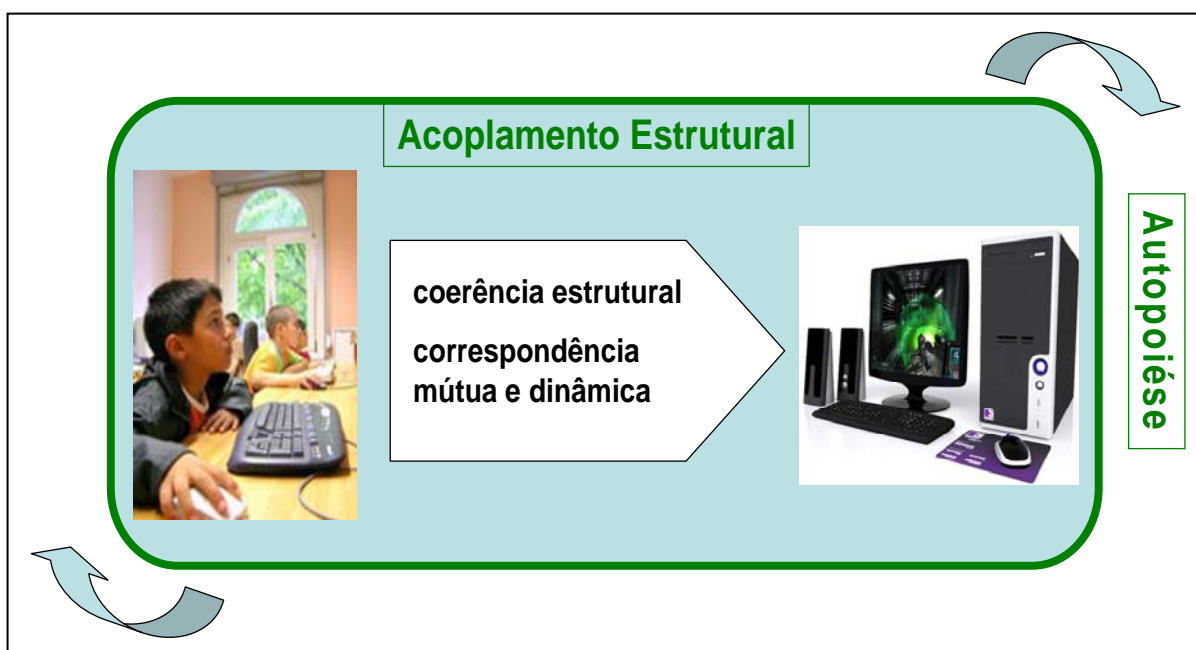 Acoplamento Estrutural
coerência estrutural
correspondência
mútua e dinâmica
Autopoiése